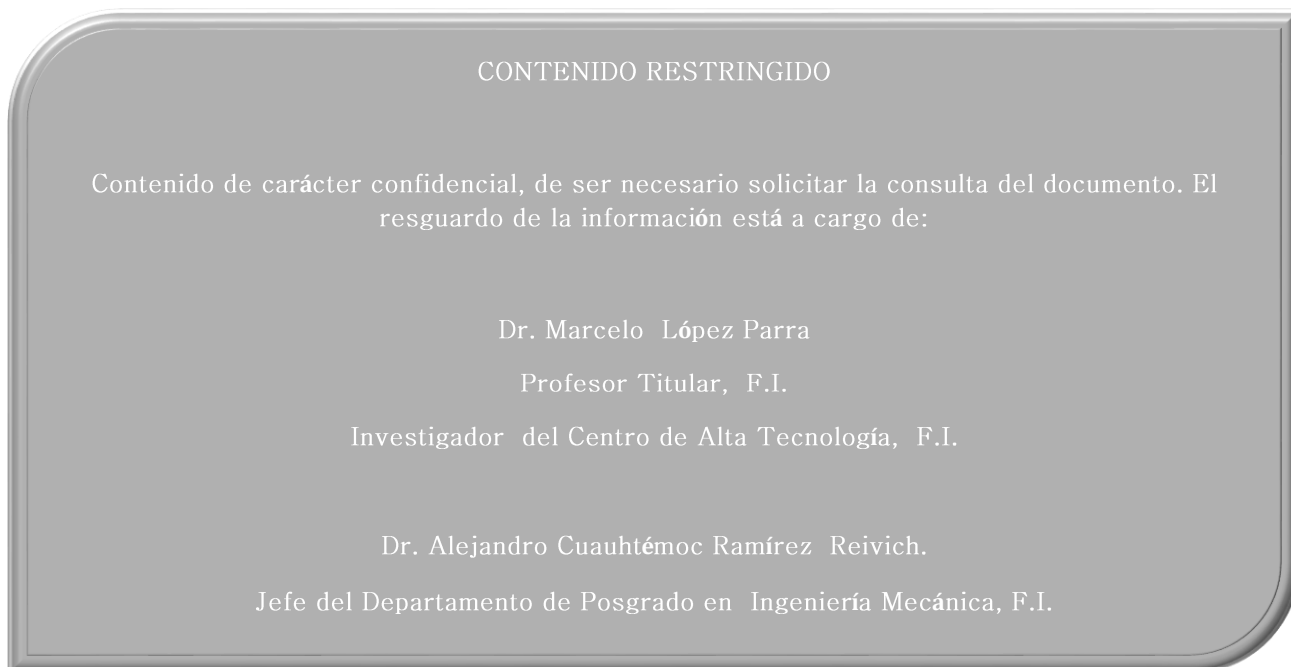 CONTENIDO RESTRINGIDO
Contenido de carácter confidencial, de ser necesario solicitar la consulta del documento. El
resguardo de la información está a cargo de:
Dr. Marcelo López Parra
Profesor Titular, F.I.
Investigador del Centro de Alta Tecnología, F.I.
Dr. Alejandro Cuauhtémoc Ramírez Reivich.
Jefe del Departamento de Posgrado en Ingeniería Mecánica, F.I.